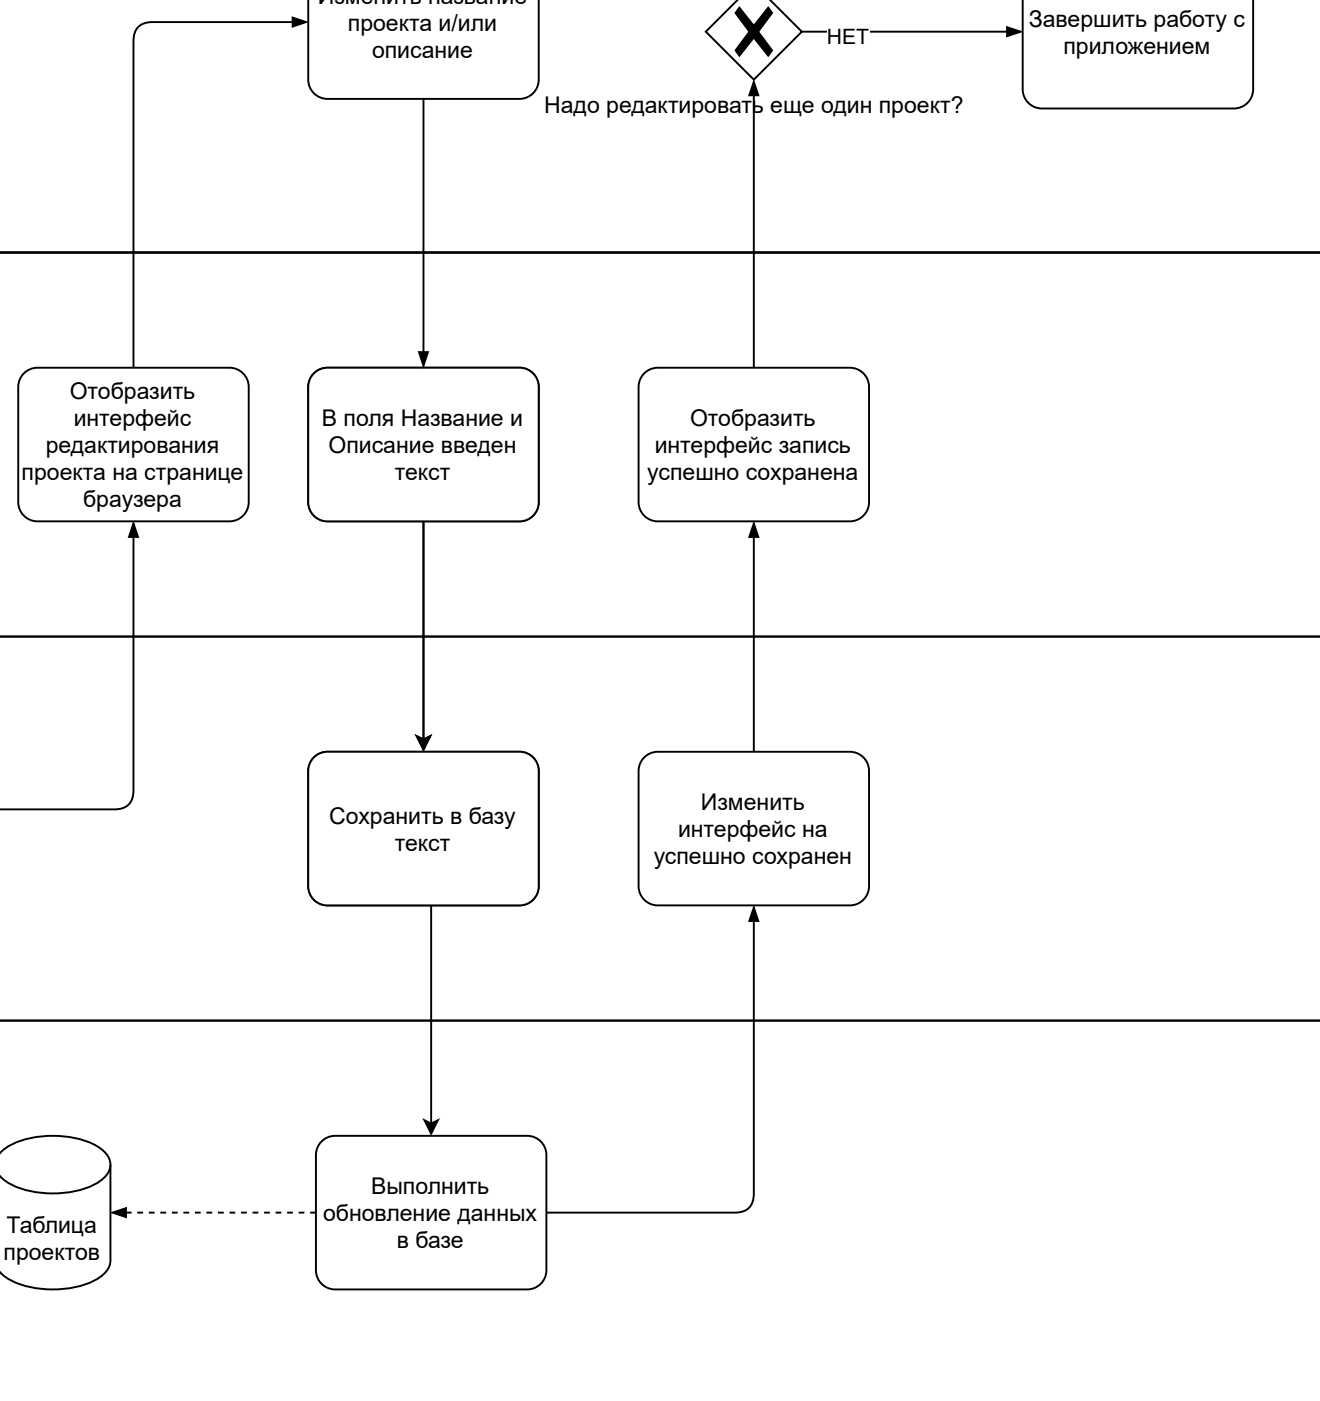 Изменить название
проекта и/или
описание
НЕТ
Завершить работу с
приложением
Надо редактировать еще один проект?
Отобразить
интерфейс
редактирования
проекта на странице
браузера
В поля Название и
Описание введен
текст
Отобразить
интерфейс запись
успешно сохранена
Сохранить в базу
текст
Изменить
интерфейс на
успешно сохранен
Таблица
проектов
Выполнить
обновление данных
в базе